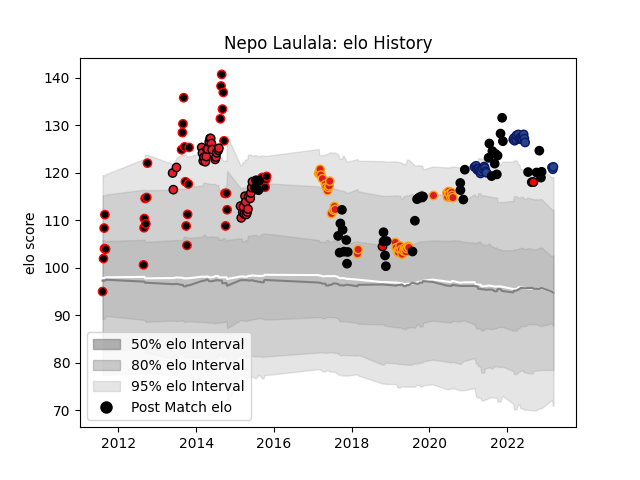 Nepo Laulala: elo History
elo score
140
130
120
110
100
90
80
70
50% elo Interval
80% elo Interval
95% elo Interval
Post Match elo
2012 2014 2016 2018 2020 2022